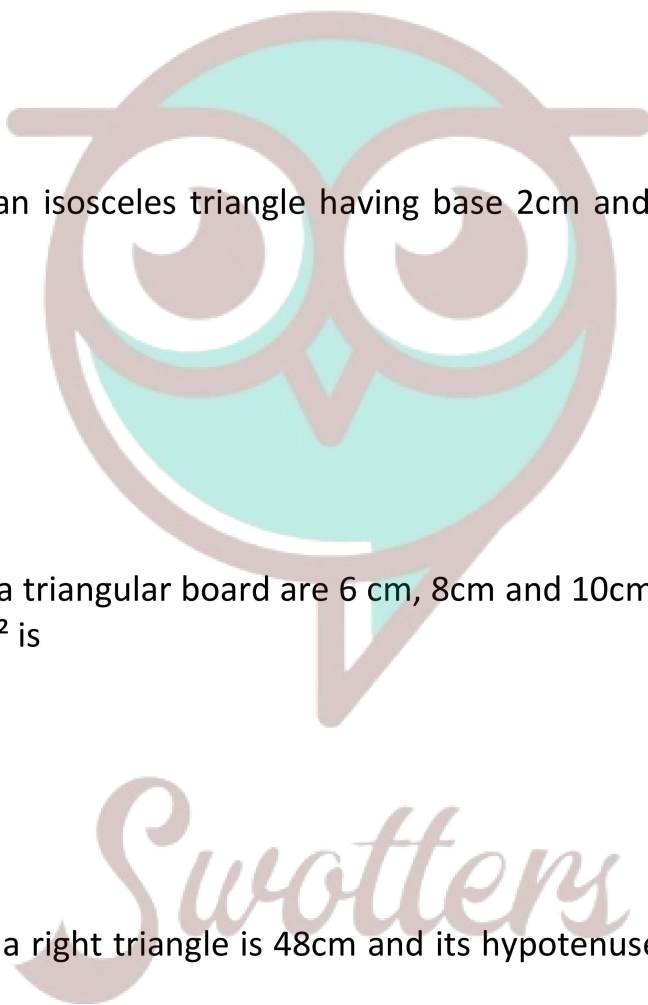 an isosceles triangle having base 2cm and
a triangular board are 6 cm, 8cm and 10cm
² is
Swotters
a right triangle is 48cm and its hypotenuse